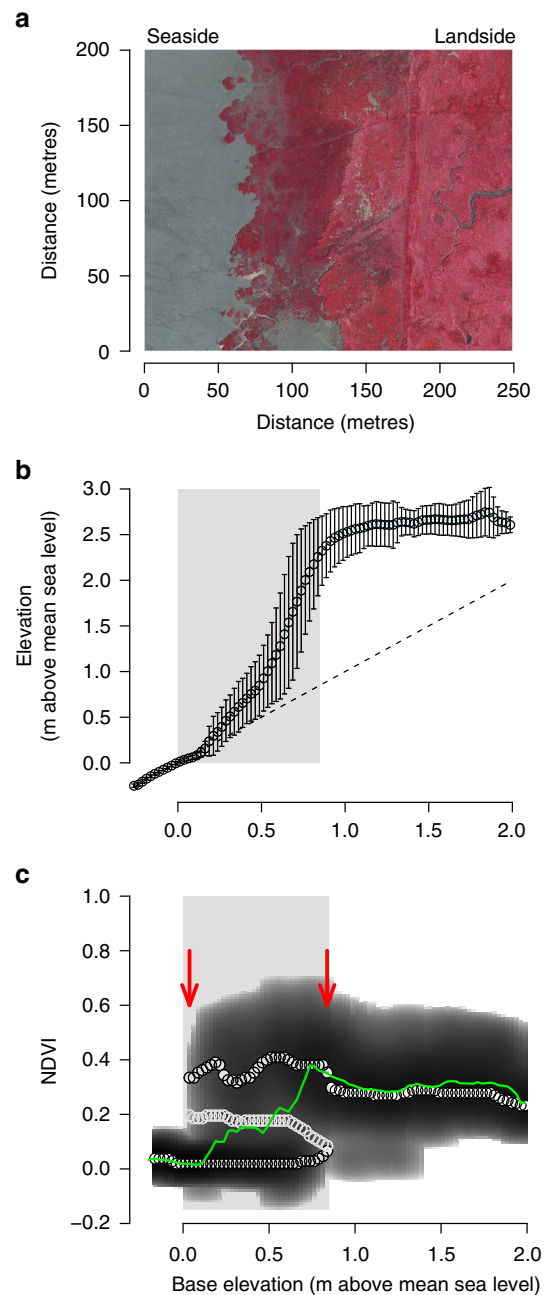 a
Seaside Landside
200
150
100
50
0
Distance (metres)
0 50 100 150 200 250
Distance (metres)
b
3.0
2.5
2.0
1.5
1.0
0.5
0.0
Elevation
(m above mean sea level)
0.0 0.5 1.0 1.5 2.0
c
1.0
0.8
0.6
0.4
0.2
0.0
−0.2
NDVI
0.0 0.5 1.0 1.5 2.0
Base elevation (m above mean sea level)